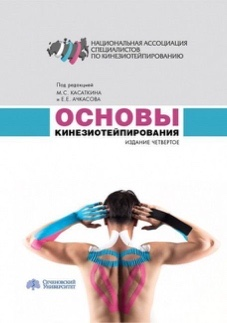 НАЦИОНАЛЬНАЯ АССОЦИАЦИЯ
СПЕЦИАЛИСТОВ
ПО КИНЕЗИОТЕЙПИРОВАНИЮ
Под редакцией
М.С. КАСАТКИНА
и Е.Е. АЧКАСОВА
ОСНОВЫ
КИНЕЗИОТЕЙПИРОВАНИЯ
ИЗДАНИЕ ЧЕТВЕРТОЕ
Сеченовский
Университет